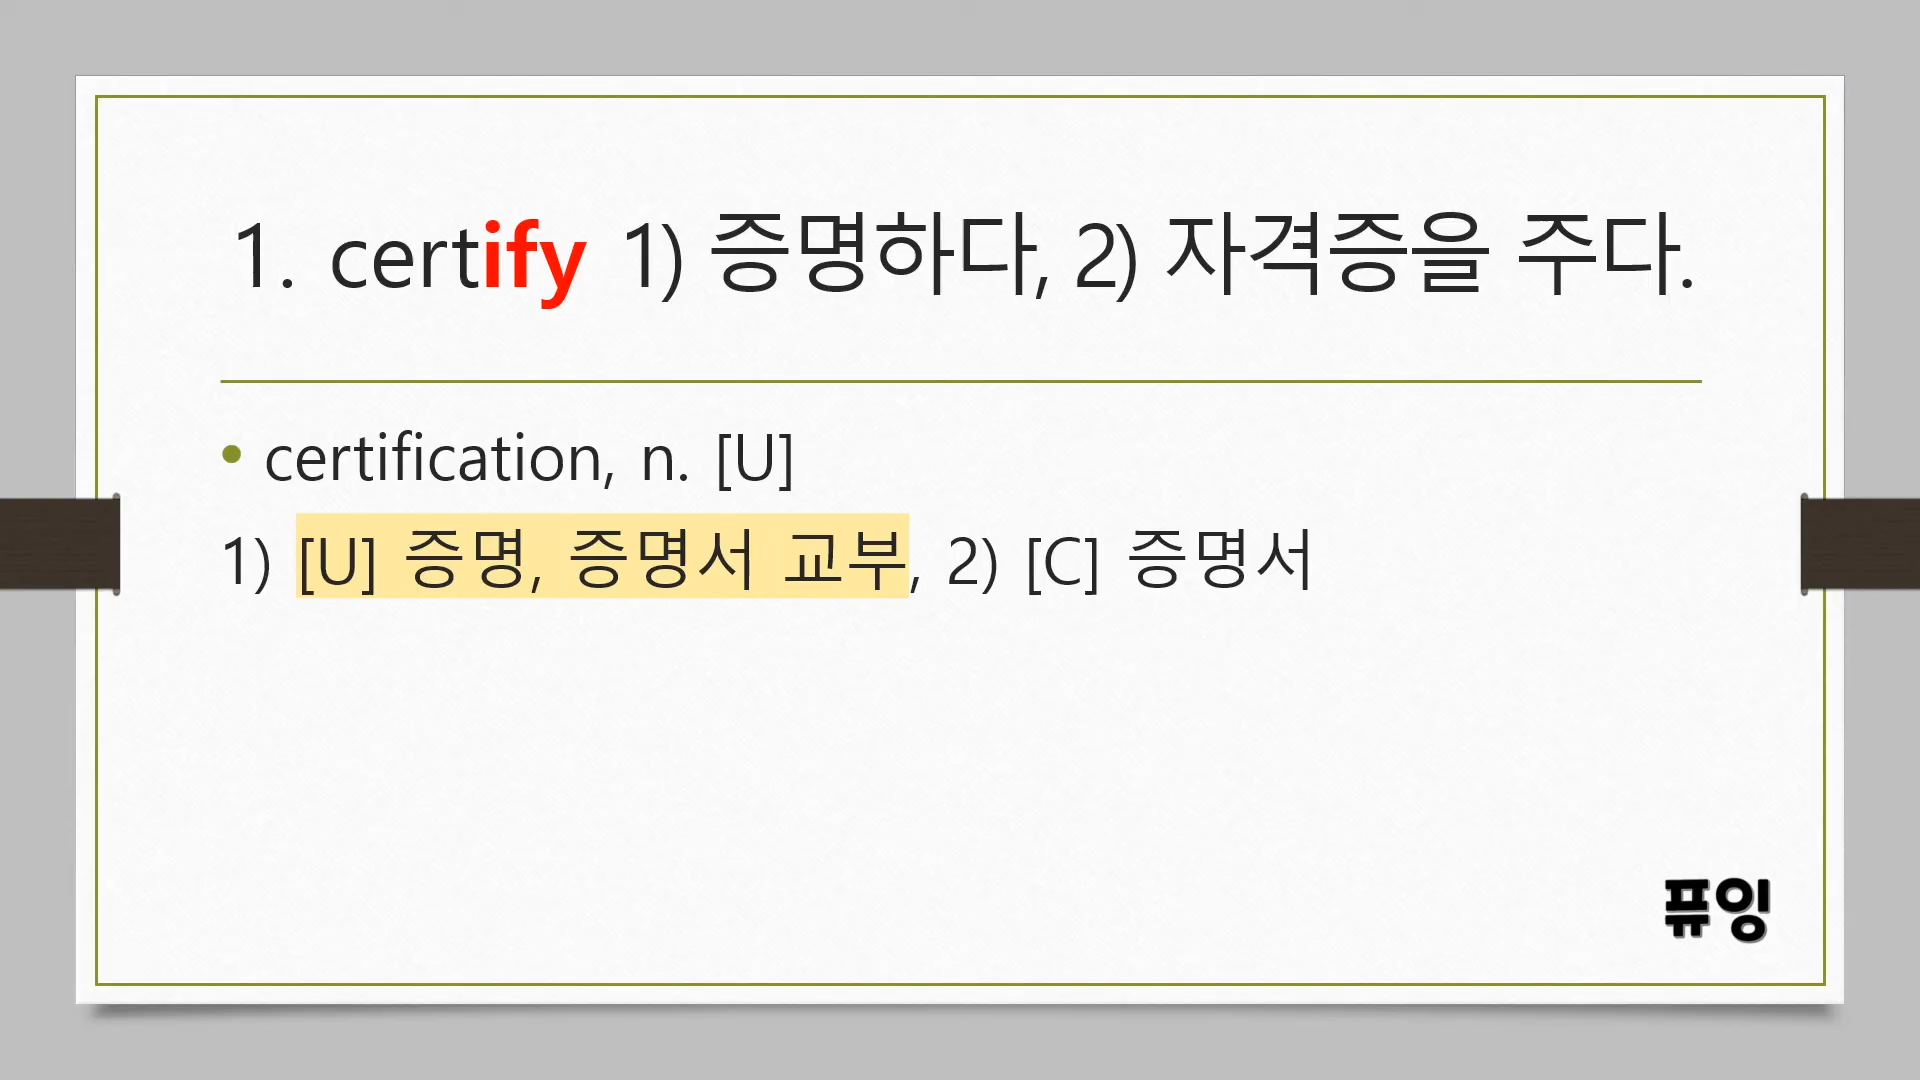 1. certify 1) 증명하다, 2) 자격증을 주다.
• certification, n. [U]
1) [U] 증명, 증명서 교부, 2) [C] 증명서
퓨잉